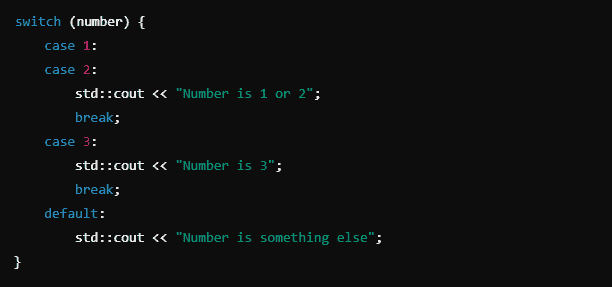 switch (number) {
    case 1:
    case 2:
        std::cout << "Number is 1 or 2";
        break;
    case 3:
        std::cout << "Number is 3";
        break;
    default:
        std::cout << "Number is something else";
}